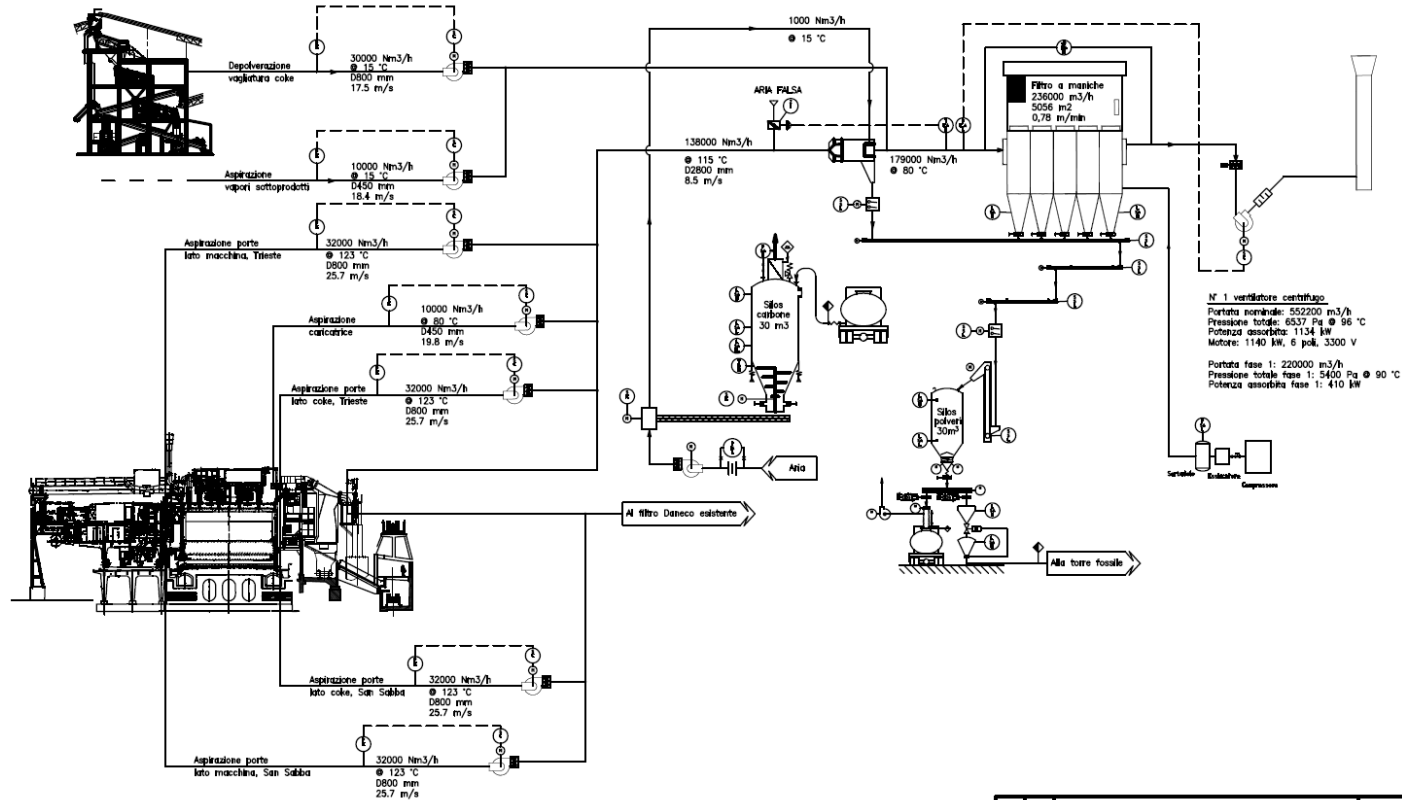 Depolverazione
vagliatura coke
30000 Nm3/h
@ 15 °C
D800 mm
17.5 m/s
Aspirazione
vapori sottoprodotti
10000 Nm3/h
@ 15 °C
D450 mm
18.4 m/s
Aspirazione porte
lato macchina, Trieste
32000 Nm3/h
@ 123 °C
D800 mm
25.7 m/s
Aspirazione
caricatrice
10000 Nm3/h
@ 80 °C
D450 mm
19.8 m/s
Aspirazione porte
lato coke, Trieste
32000 Nm3/h
@ 123 °C
D800 mm
25.7 m/s
1000 Nm3/h
@ 15 °C
ARIA FALSA
138000 Nm3/h
@ 115 °C
D2800 mm
8.5 m/s
179000 Nm3/h
@ 80 °C
Filtro a maniche
236000 m3/h
5056 m2
0,78 m/min
Silos
carbone
30 m3
Aria
Silos
polveri
30m³
N° 1 ventilatore centrifugo
Portata nominale: 552200 m3/h
Pressione totale: 6537 Pa @ 96 °C
Potenza assorbita: 1134 kW
Motore: 1140 kW, 6 poli, 3300 V
Portata fase 1: 220000 m3/h
Pressione totale fase 1: 5400 Pa @ 90 °C
Potenza assorbita fase 1: 410 kW
Serbatoio
Essiccatore
Compressore
Al filtro Daneco esistente
Alla torre fossile
Aspirazione porte
lato coke, San Sabba
32000 Nm3/h
@ 123 °C
D800 mm
25.7 m/s
Aspirazione porte
lato macchina, San Sabba
32000 Nm3/h
@ 123 °C
D800 mm
25.7 m/s